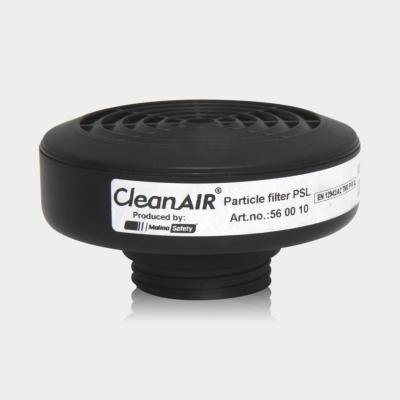 CleanAIR®
Particle filter PSL
Art.no.:56 00 10
Produced by:
Malina Safety